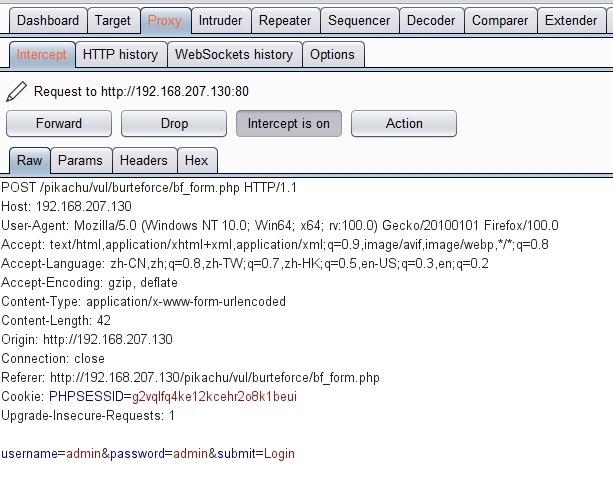 Dashboard Target Proxy Intruder Repeater Sequencer Decoder Comparer Extender
Intercept HTTP history WebSockets history Options
Request to http://192.168.207.130:80
Forward Drop Intercept is on Action
Raw Params Headers Hex
POST /pikachu/vul/burteforce/bf_form.php HTTP/1.1
Host: 192.168.207.130
User-Agent: Mozilla/5.0 (Windows NT 10.0; Win64; x64; rv:100.0) Gecko/20100101 Firefox/100.0
Accept: text/html,application/xhtml+xml,application/xml;q=0.9,image/avif,image/webp,*/*;q=0.8
Accept-Language: zh-CN,zh;q=0.8,zh-TW;q=0.7,zh-HK;q=0.5,en-US;q=0.3,en;q=0.2
Accept-Encoding: gzip, deflate
Content-Type: application/x-www-form-urlencoded
Content-Length: 42
Origin: http://192.168.207.130
Connection: close
Referer: http://192.168.207.130/pikachu/vul/burteforce/bf_form.php
Cookie: PHPSESSID=g2vqlfq4ke12kcehr2o8k1beui
Upgrade-Insecure-Requests: 1
username=admin&password=admin&submit=Login